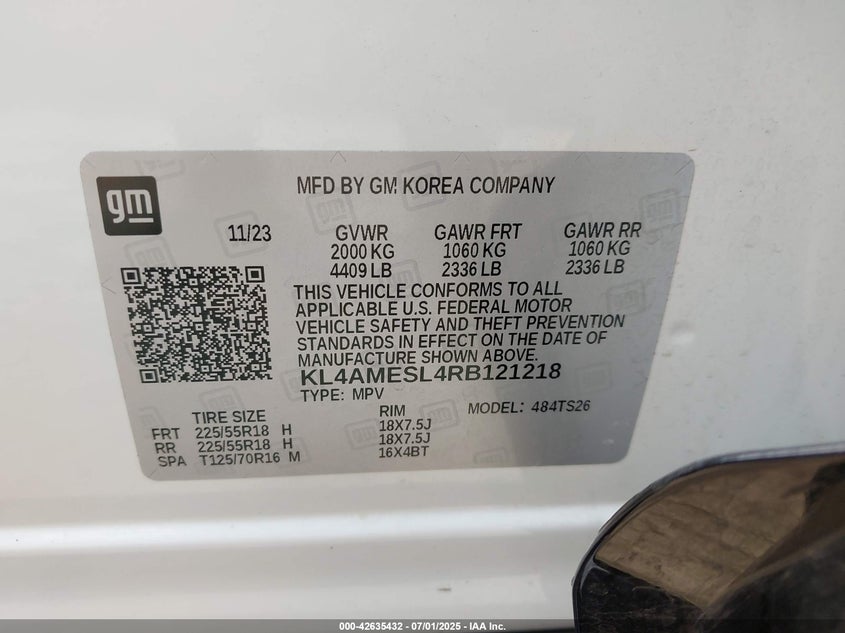 gm
MFD BY GM KOREA COMPANY
11/23
GVWR GAWR FRT GAWR RR
2000 KG 1060 KG 1060 KG
4409 LB 2336 LB 2336 LB
THIS VEHICLE CONFORMS TO ALL
APPLICABLE U.S. FEDERAL MOTOR
VEHICLE SAFETY AND THEFT PREVENTION
STANDARDS IN EFFECT ON THE DATE OF
MANUFACTURE SHOWN ABOVE.
KL4AMESL4RB121218
TYPE: MPV
MODEL: 484TS26
TIRE SIZE RIM
FRT 225/55R18 H 18X7.5J
RR 225/55R18 H 18X7.5J
SPA T125/70R16 M 16X4BT
000-42635432 - 07/01/2025 - IAA Inc.